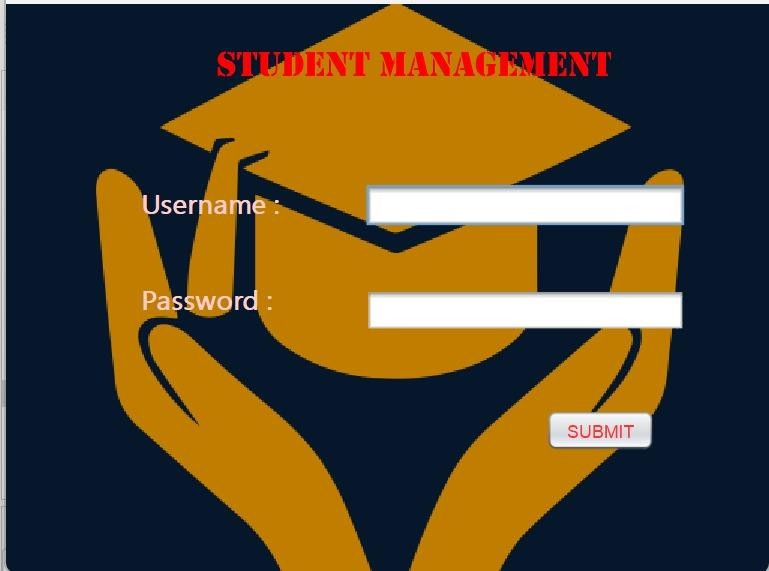 STUDENT MANAGEMENT
Username :
Password :
SUBMIT